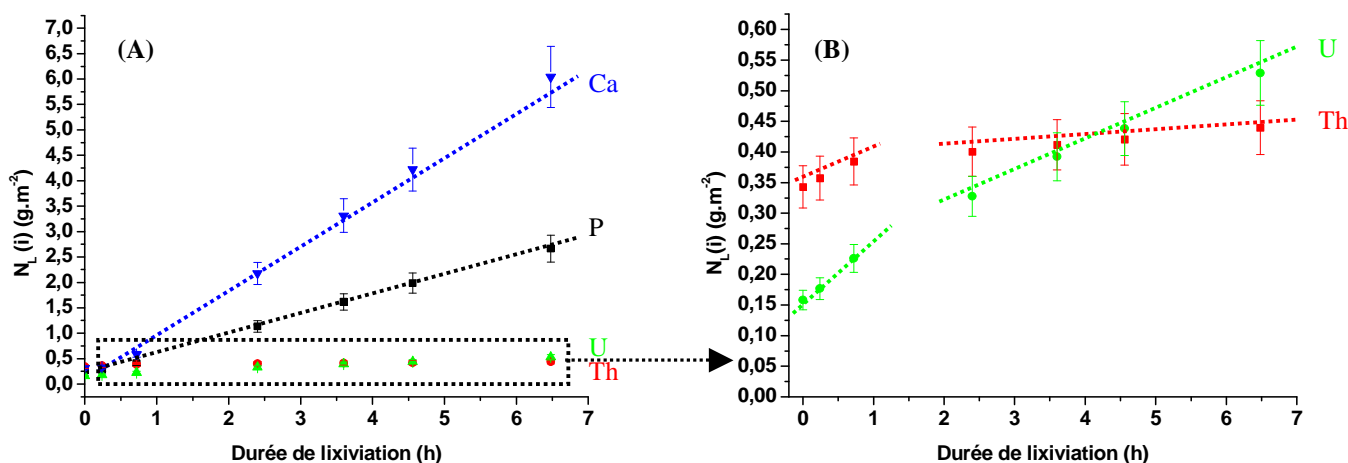 (A)
7,0
6,5
6,0
5,5
5,0
4,5
4,0
3,5
3,0
2,5
2,0
1,5
1,0
0,5
0,0
N_L(i) (g.m⁻²)
Ca
P
U
Th
0 1 2 3 4 5 6 7
Durée de lixiviation (h)
(B)
0,60
0,55
0,50
0,45
0,40
0,35
0,30
0,25
0,20
0,15
0,10
0,05
0,00
N_L(i) (g.m⁻²)
U
Th
0 1 2 3 4 5 6 7
Durée de lixiviation (h)